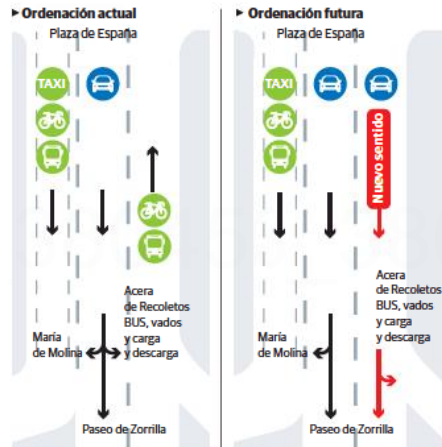 ▸ Ordenación actual
Plaza de España
TAXI
Acera
de Recoletos
BUS, vados
y carga
y descarga
María
de Molina
Paseo de Zorrilla
▸ Ordenación futura
Plaza de España
TAXI
Nuevo sentido
Acera
de Recoletos
BUS, vados
y carga
y descarga
María
de Molina
Paseo de Zorrilla